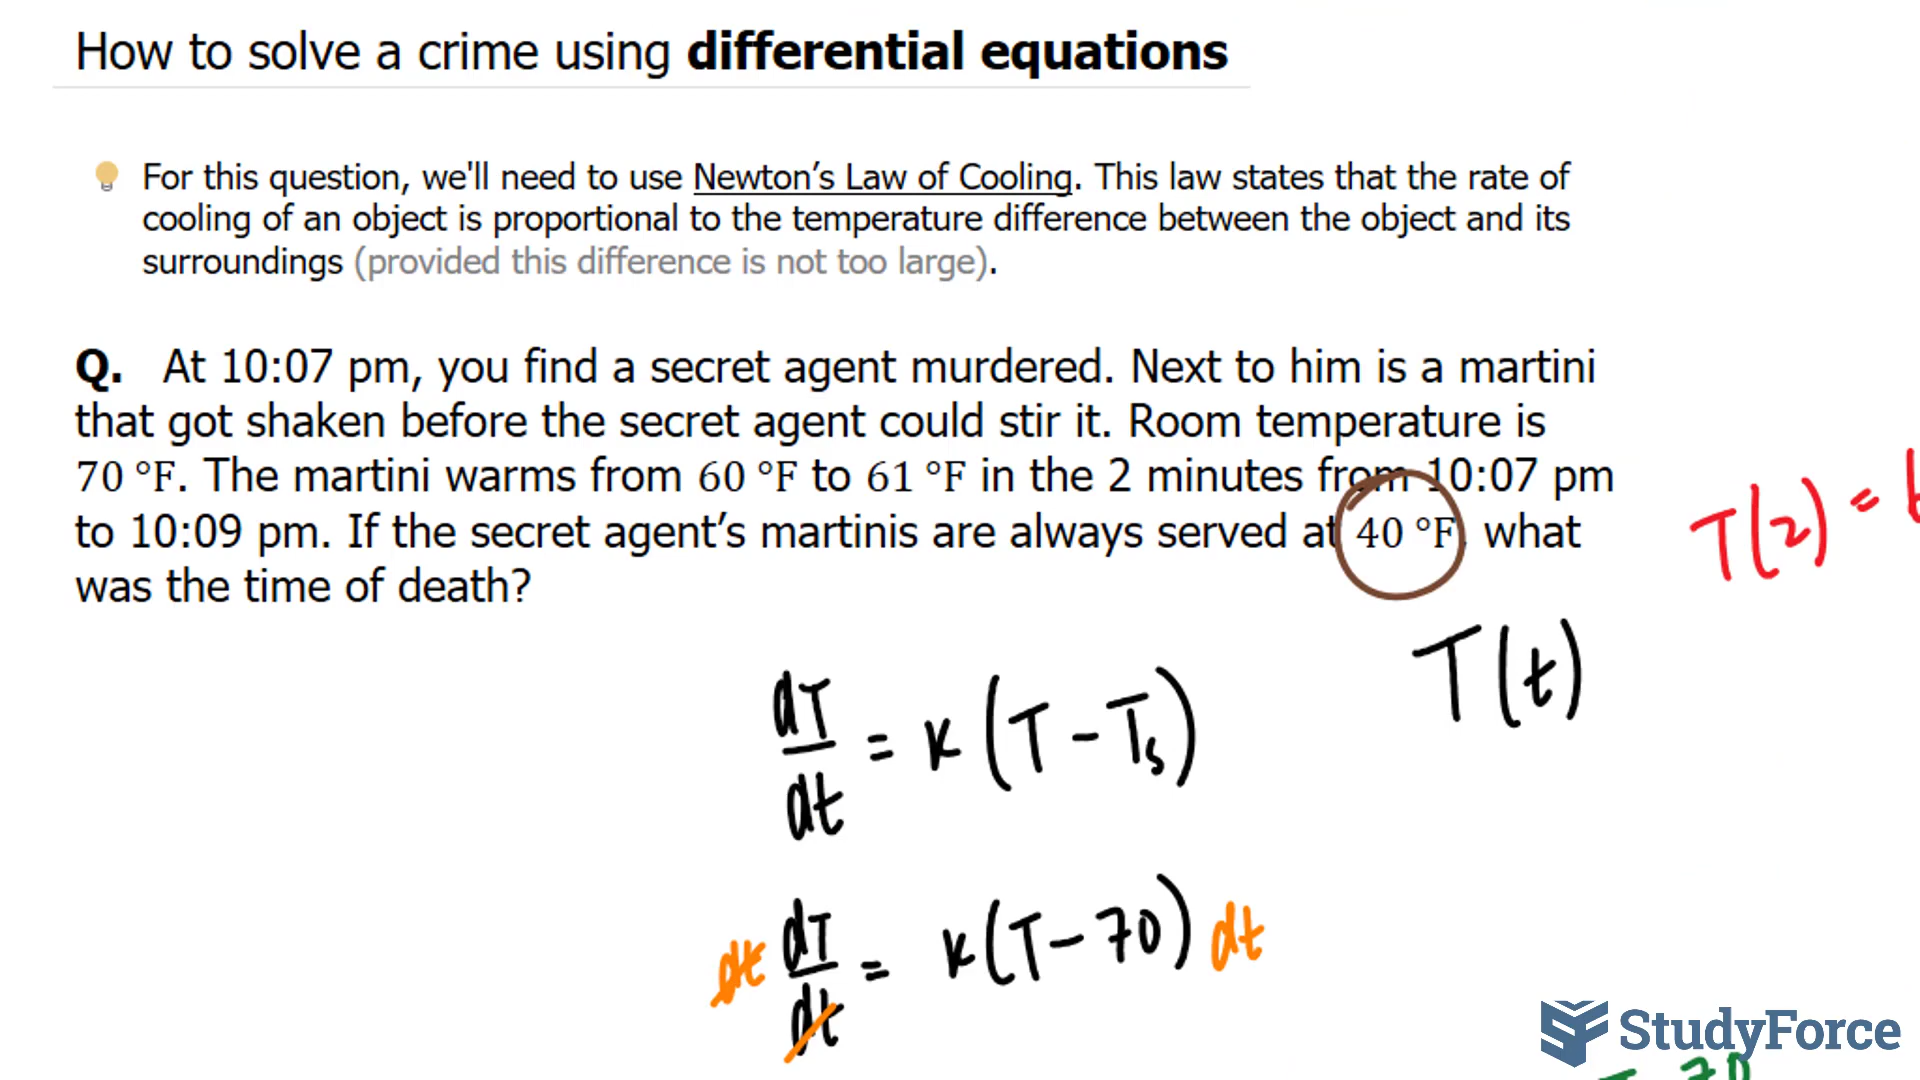 How to solve a crime using differential equations
For this question, we'll need to use Newton’s Law of Cooling. This law states that the rate of
cooling of an object is proportional to the temperature difference between the object and its
surroundings (provided this difference is not too large).
Q. At 10:07 pm, you find a secret agent murdered. Next to him is a martini
that got shaken before the secret agent could stir it. Room temperature is
70 °F. The martini warms from 60 °F to 61 °F in the 2 minutes from 10:07 pm
to 10:09 pm. If the secret agent’s martinis are always served at 40 °F what
was the time of death?
T(2) =
T(t)
dT/dt = k(T - Ts)
dt dT/dt = k(T - 70) dt
StudyForce
70